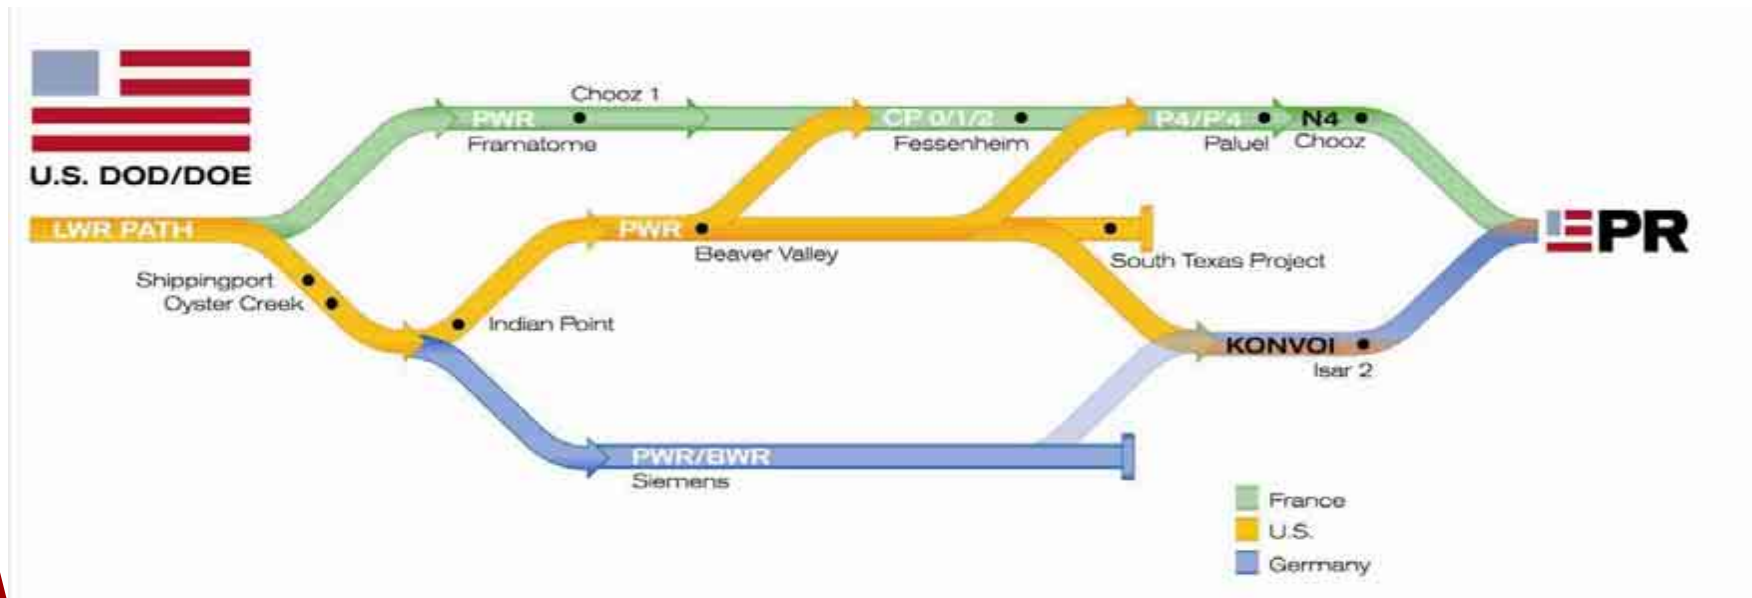 Chooz 1
PWR
CP 0/1/2
P4/P'4
N4
Framatome
Fessenheim
Paluel
Chooz
U.S. DOD/DOE
LWR PATH
PWR
EPR
Beaver Valley
South Texas Project
Shippingport
Oyster Creek
Indian Point
KONVOI
Isar 2
PWR/BWR
Siemens
France
U.S.
Germany